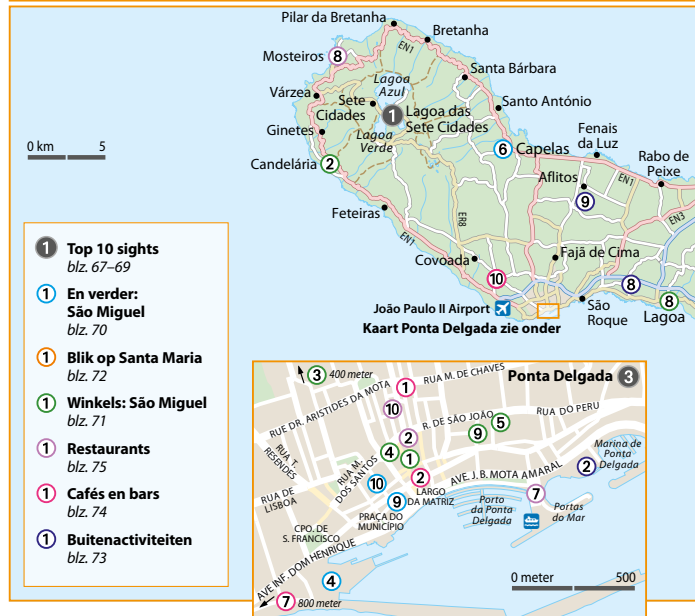 Pilar da Bretanha
Bretanha
EN1
Mosteiros
8
Lagoa
Azul
Santa Bárbara
Várzea
Sete
Cidades
1
Lagoa das
Sete Cidades
Santo António
Ginetes
Lagoa
Verde
Fenais
da Luz
0 km 5
Candelária
2
6
Capelas
Rabo de
Peixe
Aflitos
EN1
9
Feteiras
ER8
EN3
EN1
Covoada
Fajã de Cima
10
8
8
João Paulo II Airport
São
Roque
Lagoa
Kaart Ponta Delgada zie onder
1 Top 10 sights
blz. 67–69
1 En verder:
São Miguel
blz. 70
1 Blik op Santa Maria
blz. 72
1 Winkels: São Miguel
blz. 71
1 Restaurants
blz. 75
1 Cafés en bars
blz. 74
1 Buitenactiviteiten
blz. 73
3 400 meter
Ponta Delgada 3
RUA M. DE CHAVES
1
RUE DR. ARISTIDES DA MOTA
10
RUA DO PERU
R. DE SÃO JOÃO
5
9
2
4
1
RUA T.
RESENDES
RUA M.
DOS SANTOS
Marina de
Ponta
Delgada
2
AVE. J. B. MOTA AMARAL
2
10
RUA DE
LISBOA
LARGO
DA MATRIZ
9
7
PRAÇA DO
MUNICÍPIO
Porto
da Ponta
Delgada
Portas
do Mar
CPO. DE
S. FRANCISCO
AVE INF. DOM HENRIQUE
4
0 meter 500
7 800 meter